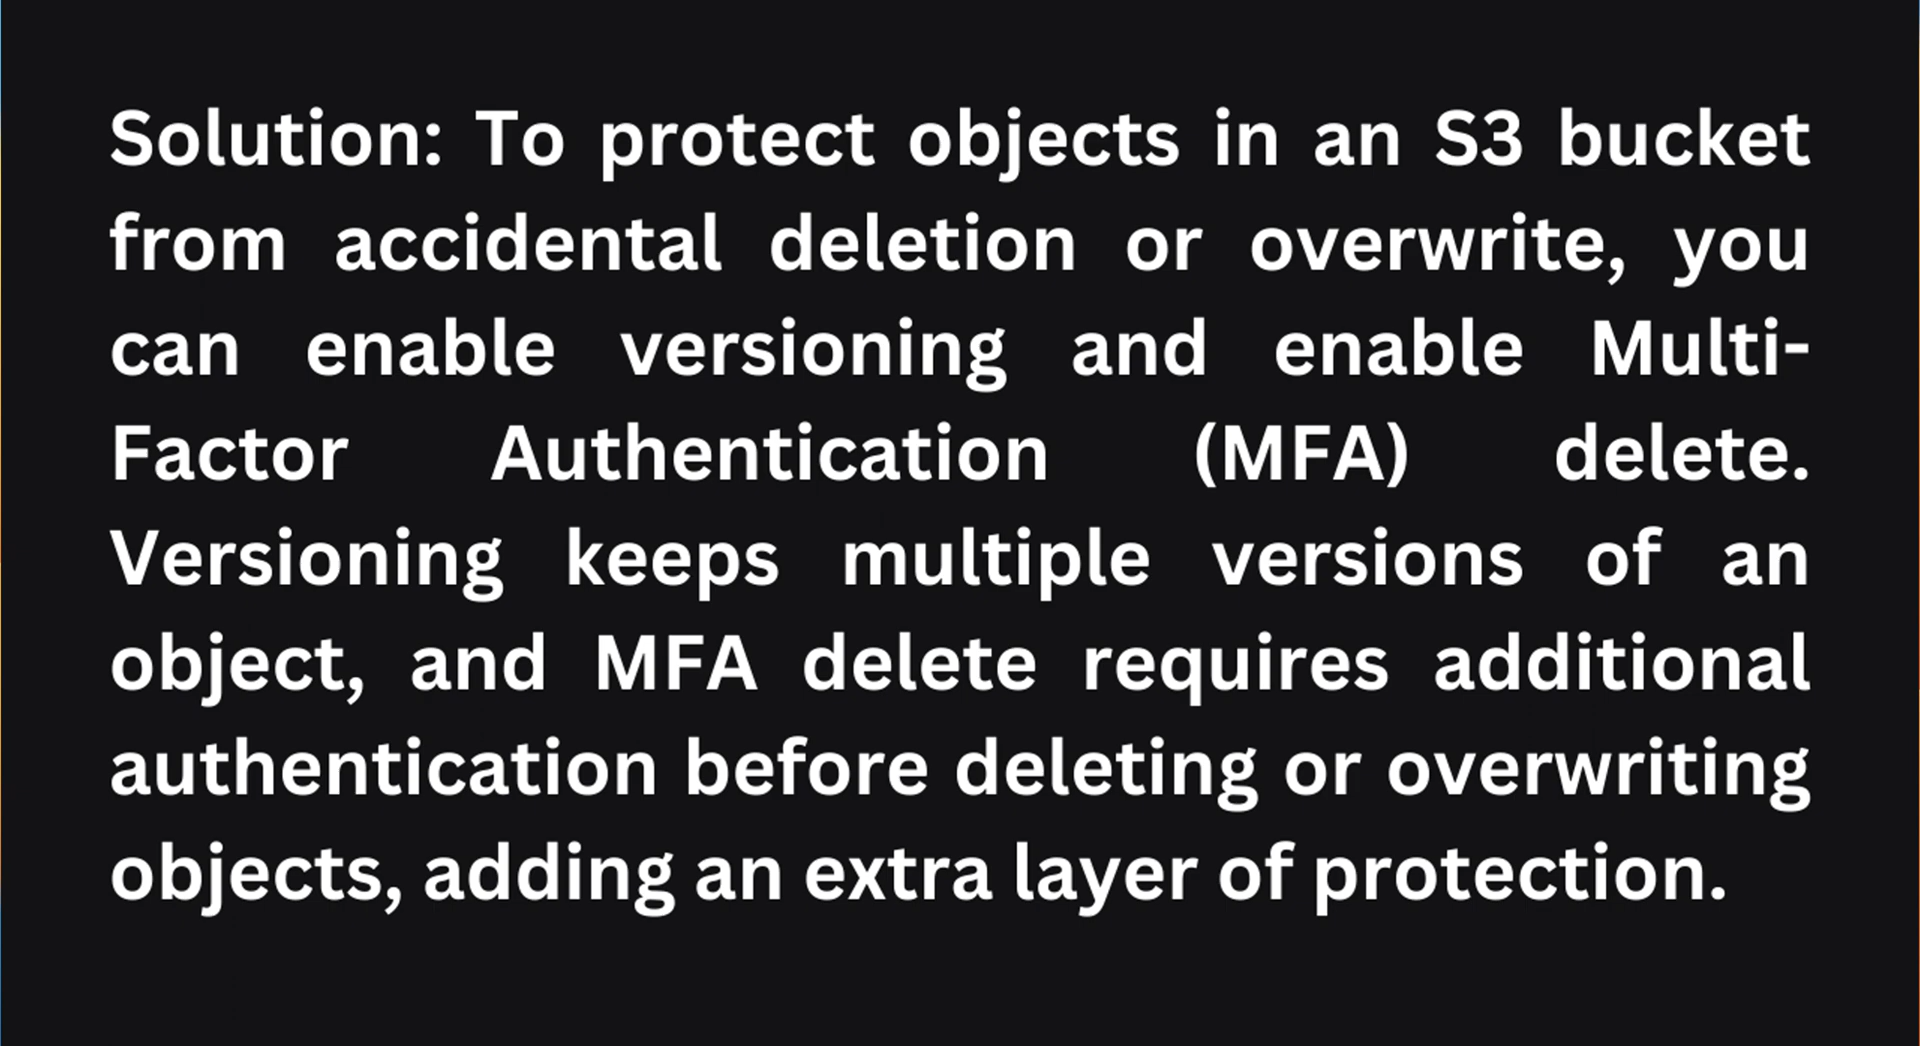 Solution: To protect objects in an S3 bucket
from accidental deletion or overwrite, you
can enable versioning and enable Multi-
Factor Authentication (MFA) delete.
Versioning keeps multiple versions of an
object, and MFA delete requires additional
authentication before deleting or overwriting
objects, adding an extra layer of protection.